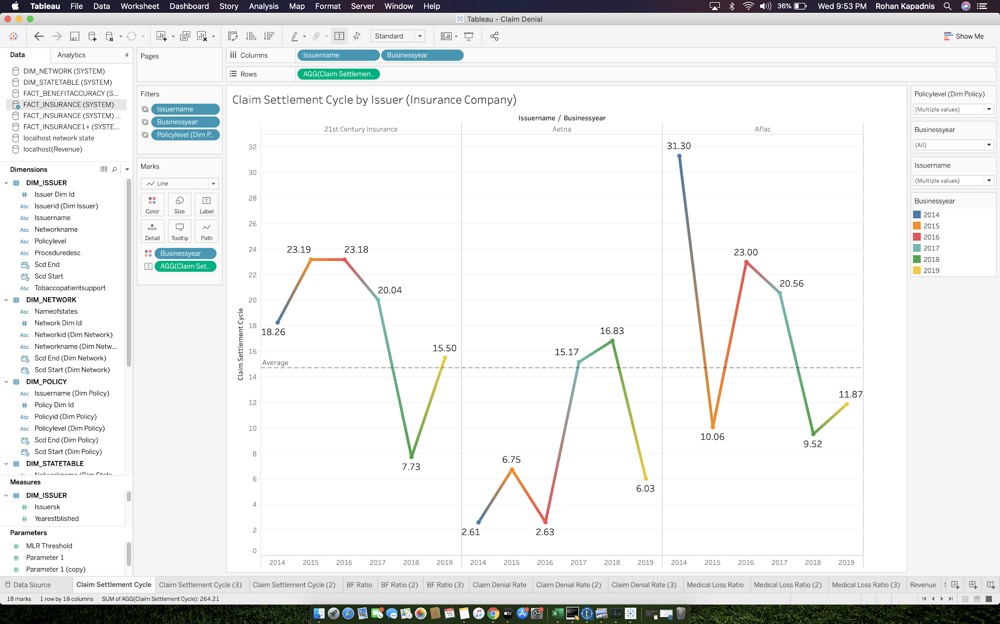 Tableau File Data Worksheet Dashboard Story Analysis Map Format Server Window Help 36% Wed 9:53 PM Rohan Kapadnis
Tableau - Claim Denial
Standard Show Me
Data Analytics
DIM_NETWORK (SYSTEM)
DIM_STATETABLE (SYSTEM)
FACT_BENEFITACCURACY (S...
FACT_INSURANCE (SYSTEM)
FACT_INSURANCE (SYSTEM) ...
FACT_INSURANCE1+ (SYSTE...
localhost network state
localhost(Revenue)
Dimensions
DIM_ISSUER
# Issuer Dim Id
Abc Issuerid (Dim Issuer)
Abc Issuername
Abc Networkname
Abc Policylevel
Abc Proceduredesc
Scd End
Scd Start
Abc Tobaccopatientsupport
DIM_NETWORK
Abc Nameofstates
# Network Dim Id
Abc Networkid (Dim Network)
Abc Networkname (Dim Netw...
Scd End (Dim Network)
Scd Start (Dim Network)
DIM_POLICY
Abc Issuername (Dim Policy)
# Policy Dim Id
Abc Policyid (Dim Policy)
Abc Policylevel (Dim Policy)
Scd End (Dim Policy)
Scd Start (Dim Policy)
DIM_STATETABLE
Measures
DIM_ISSUER
# Issuersk
# Yearestblished
Parameters
# MLR Threshold
# Parameter 1
# Parameter 1 (copy)
Pages
Filters
Issuername
Businessyear
Policylevel (Dim P..
Marks
Line
Color Size T Label
Detail Tooltip Path
Businessyear
T AGG(Claim Set..
Columns Issuername Businessyear
Rows AGG(Claim Settlemen..
Claim Settlement Cycle by Issuer (Insurance Company)
Issuername / Businessyear
21st Century Insurance Aetna Aflac
Claim Settlement Cycle
32
30
28
26
24
22
20
18
16
14
12
10
8
6
4
2
0
Average
18.26 23.19 23.18 20.04 7.73 15.50
2.61 6.75 2.63 15.17 16.83 6.03
31.30 10.06 23.00 20.56 9.52 11.87
2014 2015 2016 2017 2018 2019 2014 2015 2016 2017 2018 2019 2014 2015 2016 2017 2018 2019
Policylevel (Dim Policy)
(Multiple values)
Businessyear
(All)
Issuername
(Multiple values)
Businessyear
2014
2015
2016
2017
2018
2019
Data Source Claim Settlement Cycle Claim Settlement Cycle (3) Claim Settlement Cycle (2) BF Ratio BF Ratio (2) BF Ratio (3) Claim Denial Rate Claim Denial Rate (2) Claim Denial Rate (3) Medical Loss Ratio Medical Loss Ratio (2) Medical Loss Ratio (3) Revenue
18 marks 1 row by 18 columns SUM of AGG(Claim Settlement Cycle): 264.21